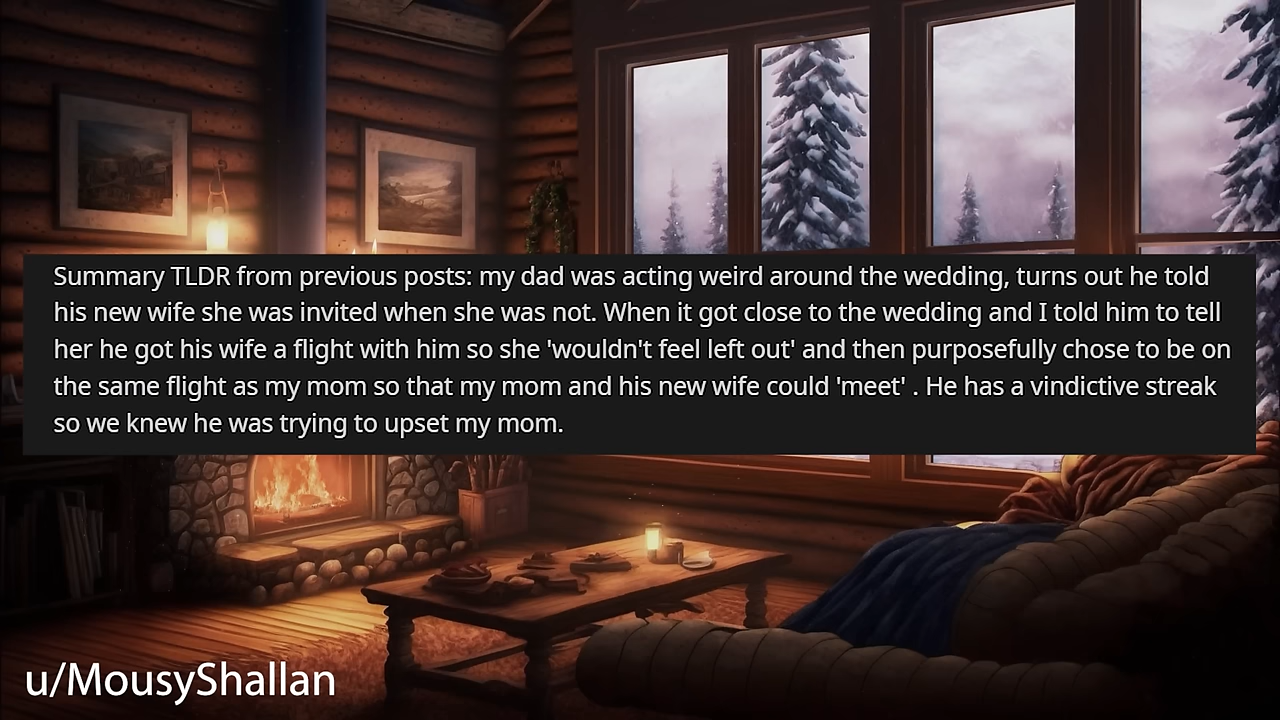 Summary TLDR from previous posts: my dad was acting weird around the wedding, turns out he told
his new wife she was invited when she was not. When it got close to the wedding and I told him to tell
her he got his wife a flight with him so she 'wouldn't feel left out' and then purposefully chose to be on
the same flight as my mom so that my mom and his new wife could 'meet' . He has a vindictive streak
so we knew he was trying to upset my mom.
u/MousyShallan